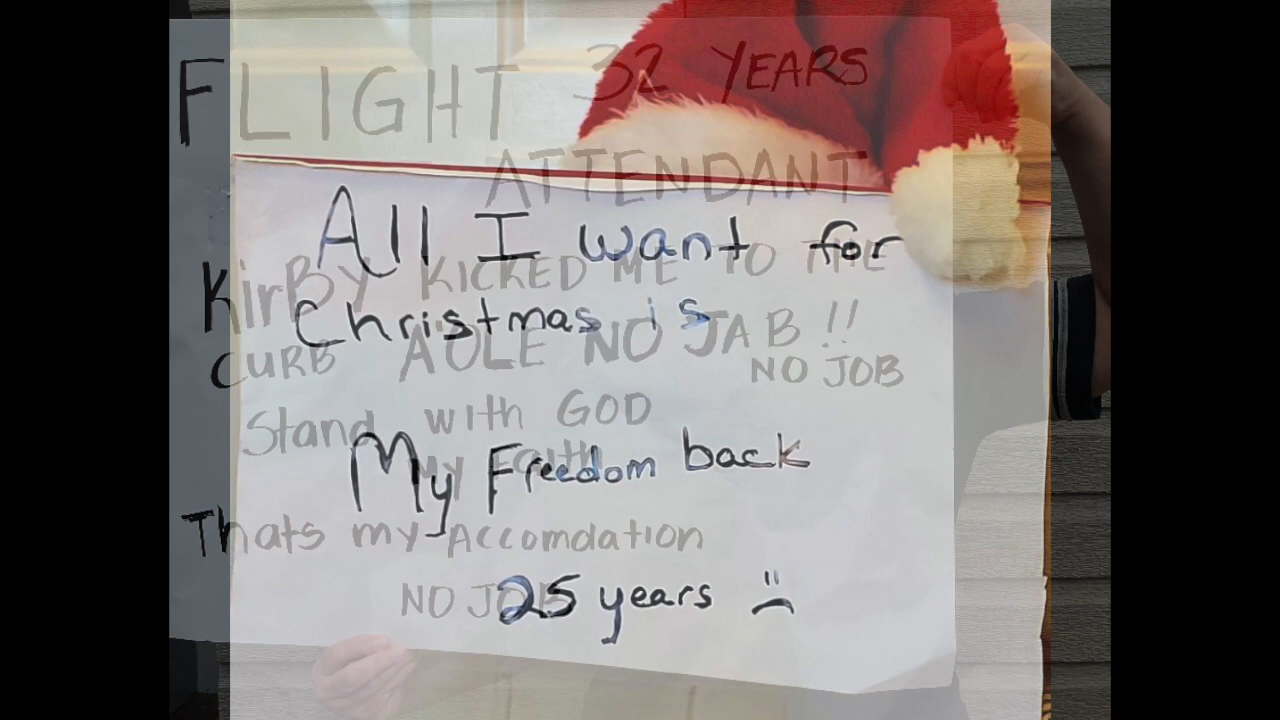 FLIGHT 32 YEARS
ATTENDANT
KirBY KICKED ME TO THE
CURB A'OLE NO JAB!!
NO JOB
Stand with GOD
MY FAITH
Thats my Accomdation
NO JOB
All I want for
Christmas is
My Freedom back
25 years